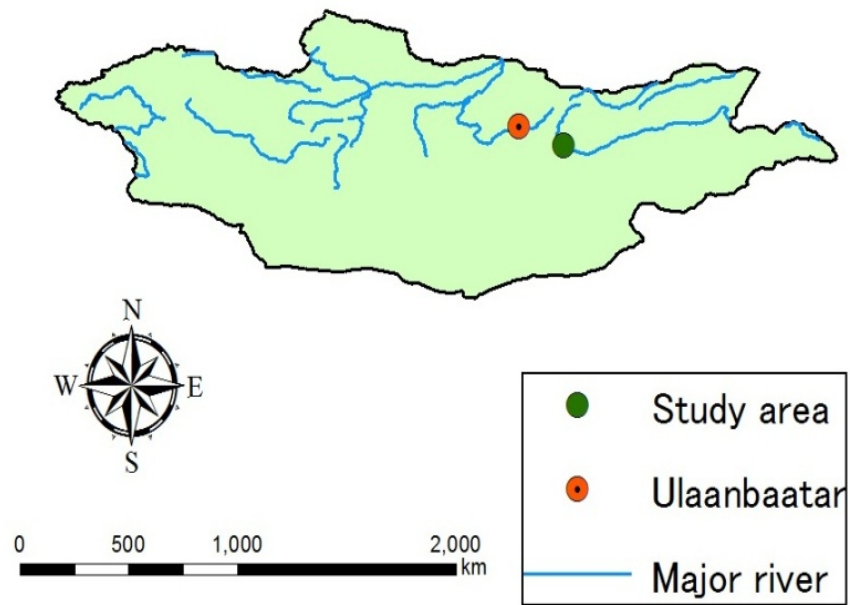 N
W E
S
0 500 1,000 2,000
km
Study area
Ulaanbaatar
Major river